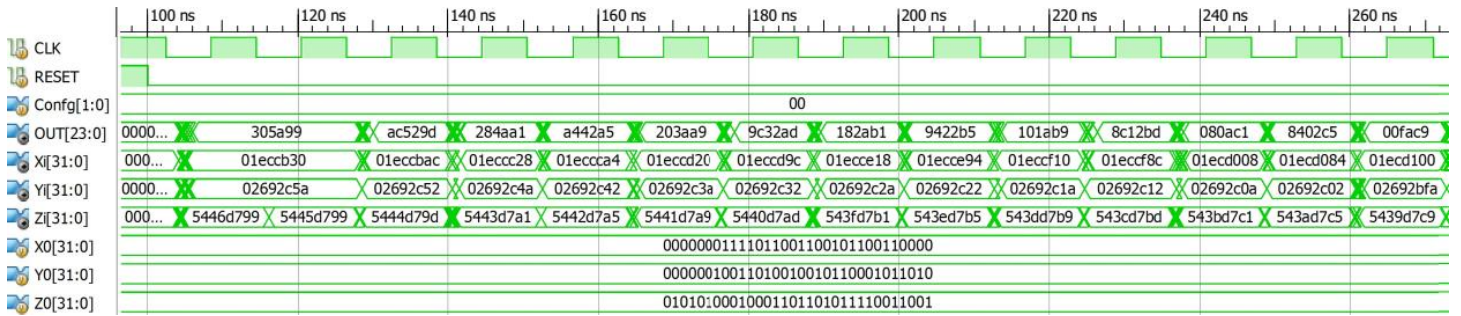 100 ns 120 ns 140 ns 160 ns 180 ns 200 ns 220 ns 240 ns 260 ns
CLK
RESET
Confg[1:0] 00
OUT[23:0] 0000... 305a99 ac529d 284aa1 a442a5 203aa9 9c32ad 182ab1 9422b5 101ab9 8c12bd 080ac1 8402c5 00fac9
Xi[31:0] 000... 01eccb30 01eccbac 01eccc28 01eccca4 01eccd20 01eccd9c 01ecce18 01ecce94 01eccf10 01eccf8c 01ecd008 01ecd084 01ecd100
Yi[31:0] 0000... 02692c5a 02692c52 02692c4a 02692c42 02692c3a 02692c32 02692c2a 02692c22 02692c1a 02692c12 02692c0a 02692c02 02692bfa
Zi[31:0] 000... 5446d799 5445d799 5444d79d 5443d7a1 5442d7a5 5441d7a9 5440d7ad 543fd7b1 543ed7b5 543dd7b9 543cd7bd 543bd7c1 543ad7c5 5439d7c9
X0[31:0] 00000001111011001100101100110000
Y0[31:0] 00000010011010010010110001011010
Z0[31:0] 01010100010001101101011110011001